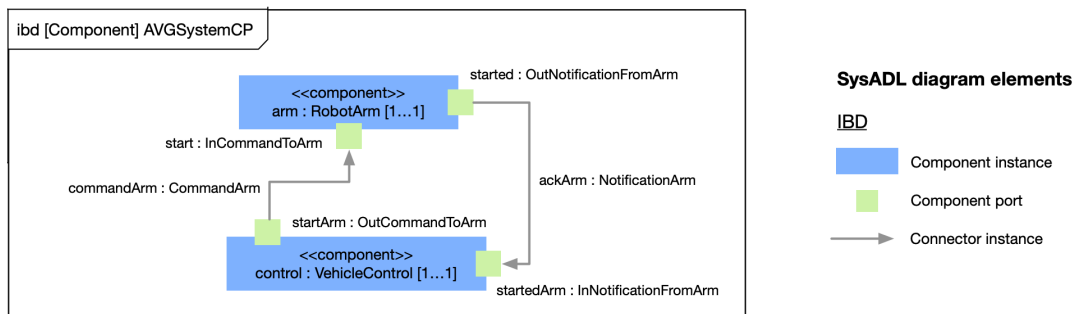 ibd [Component] AVGSystemCP
started : OutNotificationFromArm
<<component>>
arm : RobotArm [1...1]
start : InCommandToArm
commandArm : CommandArm
ackArm : NotificationArm
startArm : OutCommandToArm
<<component>>
control : VehicleControl [1...1]
startedArm : InNotificationFromArm
SysADL diagram elements
IBD
Component instance
Component port
Connector instance